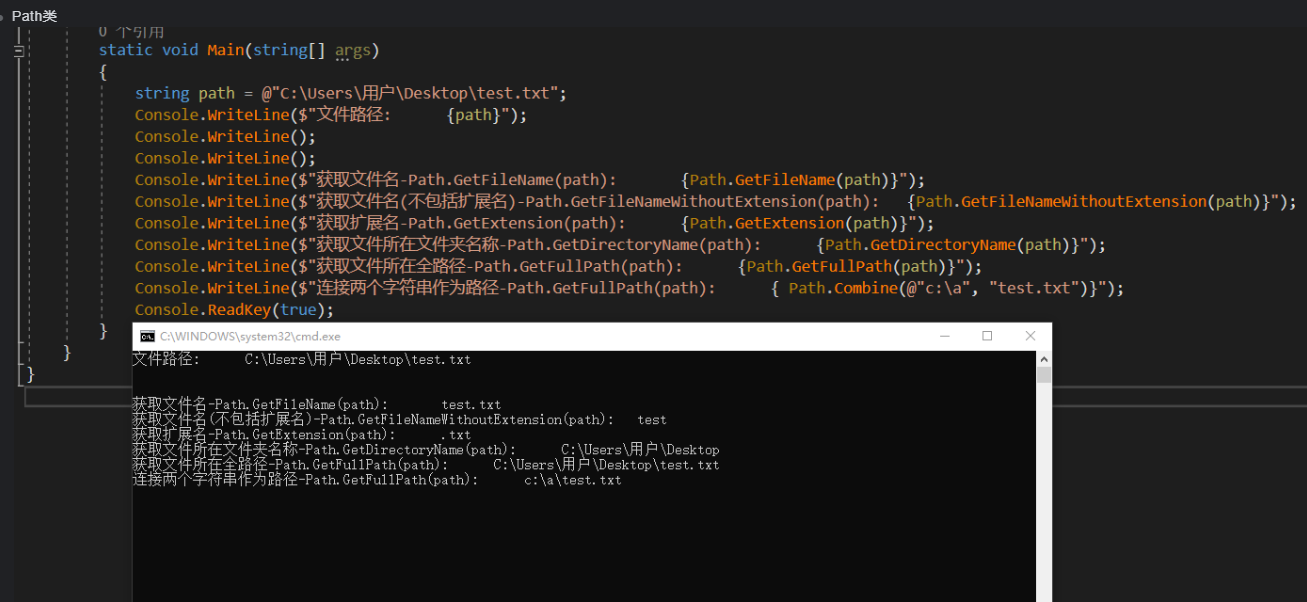 Path类
0 个引用
static void Main(string[] args)
{
string path = @"C:\Users\用户\Desktop\test.txt";
Console.WriteLine($"文件路径:      {path}");
Console.WriteLine();
Console.WriteLine();
Console.WriteLine($"获取文件名-Path.GetFileName(path):       {Path.GetFileName(path)}");
Console.WriteLine($"获取文件名(不包括扩展名)-Path.GetFileNameWithoutExtension(path):   {Path.GetFileNameWithoutExtension(path)}");
Console.WriteLine($"获取扩展名-Path.GetExtension(path):      {Path.GetExtension(path)}");
Console.WriteLine($"获取文件所在文件夹名称-Path.GetDirectoryName(path):      {Path.GetDirectoryName(path)}");
Console.WriteLine($"获取文件所在全路径-Path.GetFullPath(path):      {Path.GetFullPath(path)}");
Console.WriteLine($"连接两个字符串作为路径-Path.GetFullPath(path):      { Path.Combine(@"c:\a", "test.txt")}");
Console.ReadKey(true);
}
}
}
C:\WINDOWS\system32\cmd.exe
文件路径:      C:\Users\用户\Desktop\test.txt
获取文件名-Path.GetFileName(path):       test.txt
获取文件名(不包括扩展名)-Path.GetFileNameWithoutExtension(path):   test
获取扩展名-Path.GetExtension(path):      .txt
获取文件所在文件夹名称-Path.GetDirectoryName(path):      C:\Users\用户\Desktop
获取文件所在全路径-Path.GetFullPath(path):      C:\Users\用户\Desktop\test.txt
连接两个字符串作为路径-Path.GetFullPath(path):      c:\a\test.txt